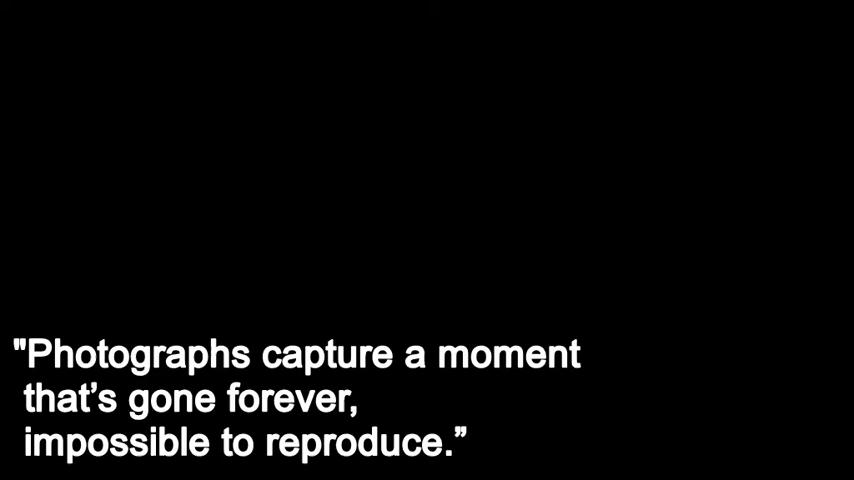 "Photographs capture a moment
that’s gone forever,
impossible to reproduce.”